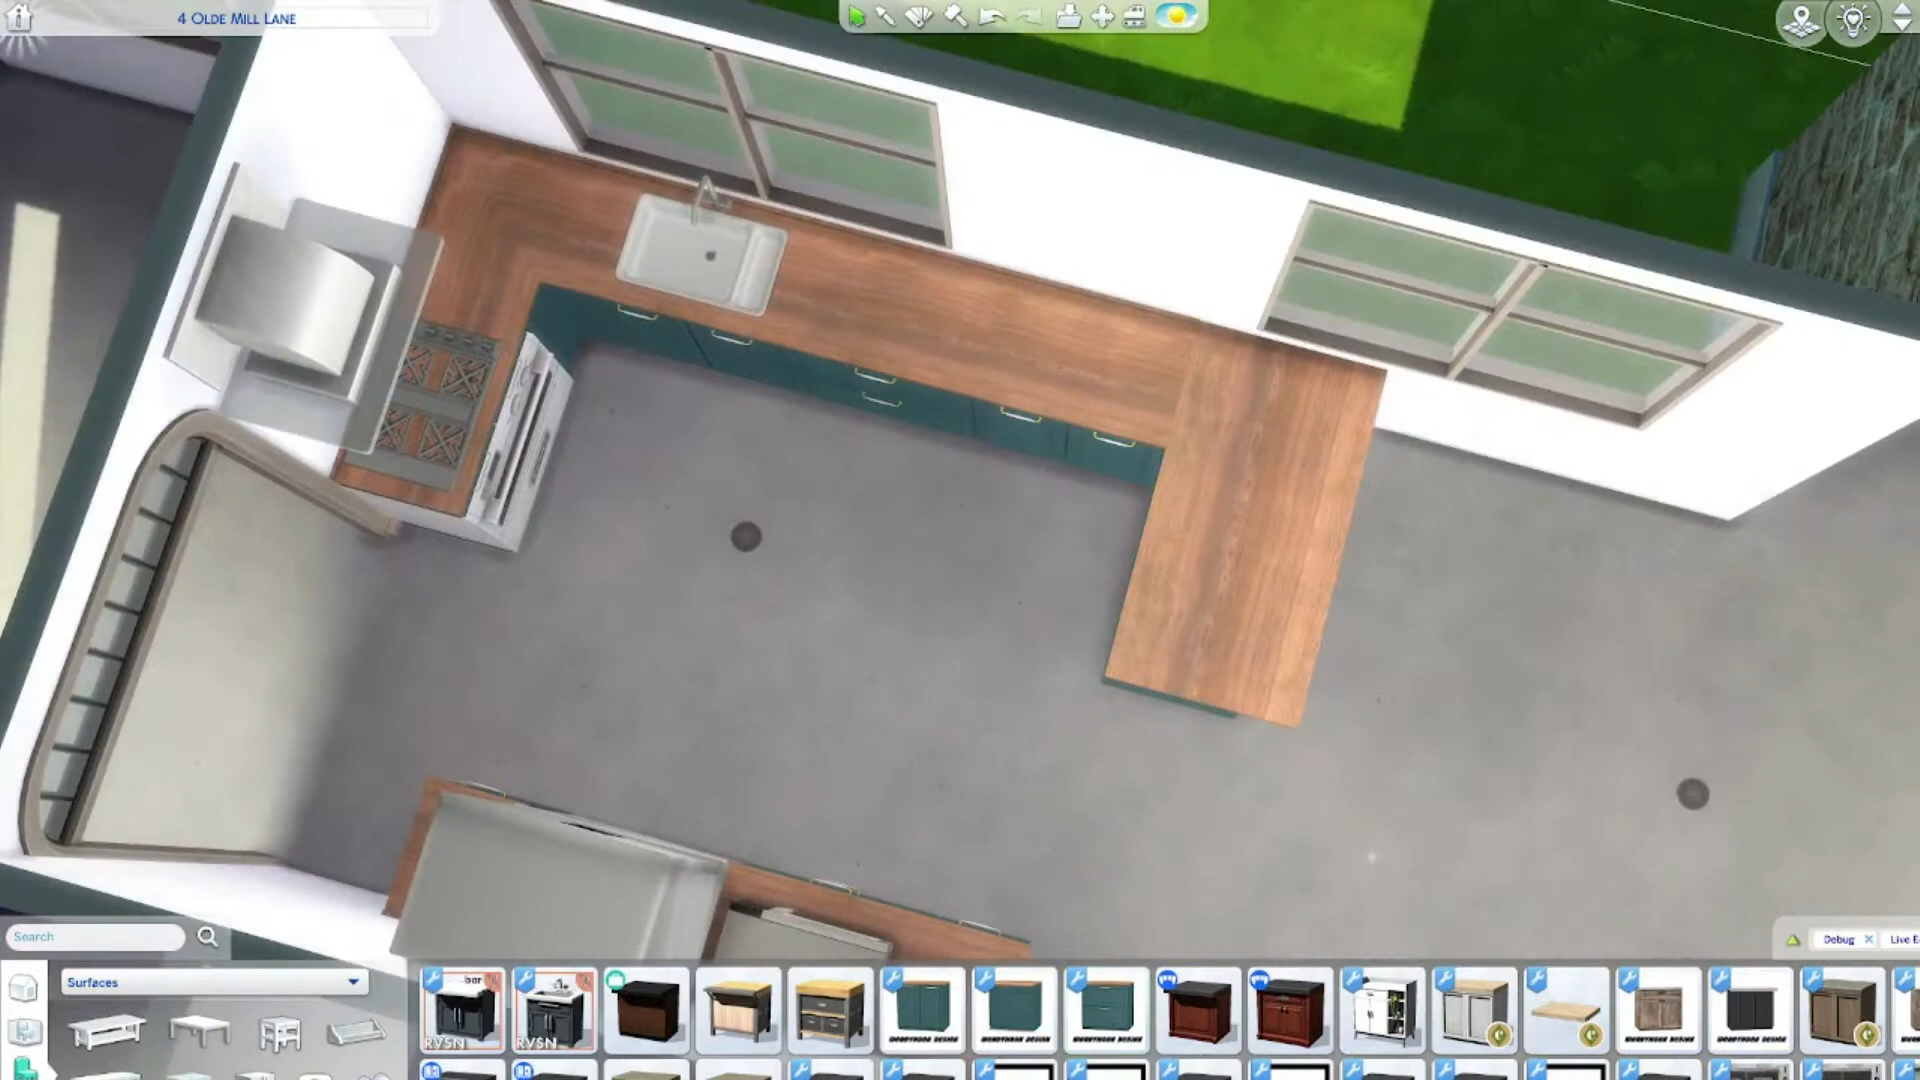 4 OLDE MILL LANE
Search
Debug
Live E
Surfaces
bar
RVSN
RVSN